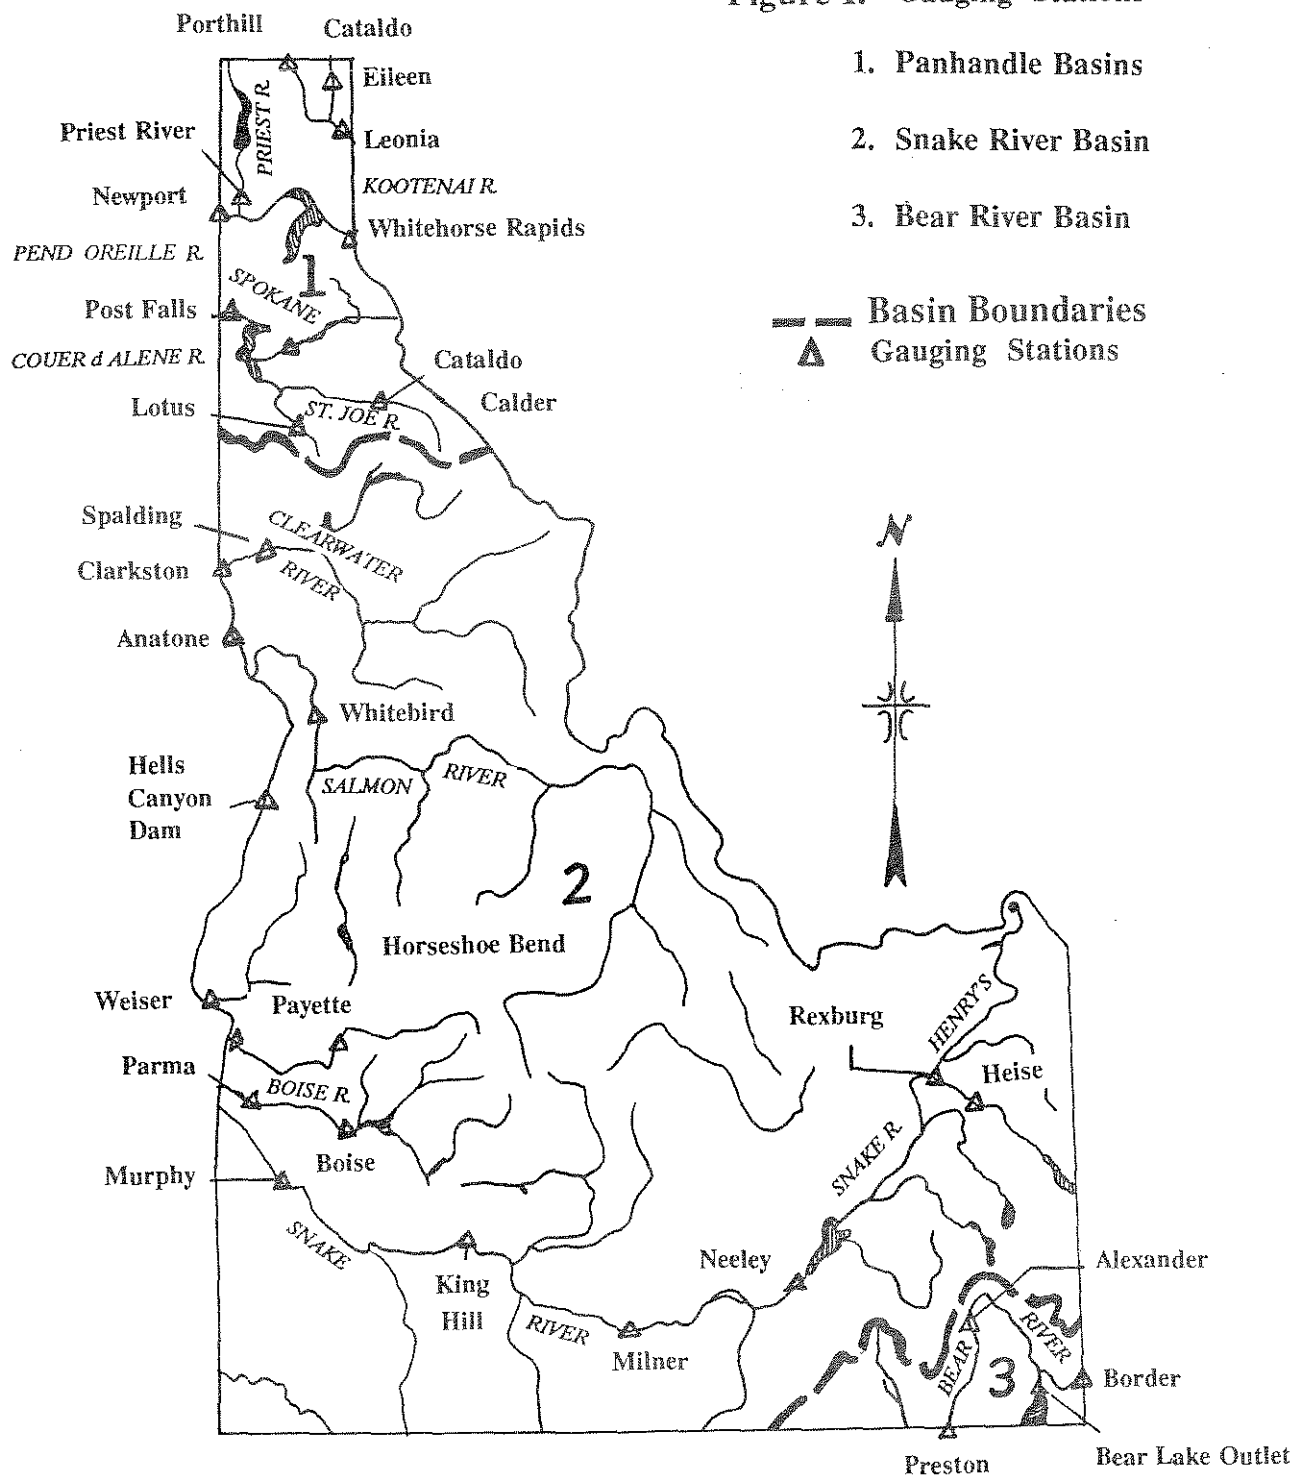 Figure 1. Gauging Stations
1. Panhandle Basins
2. Snake River Basin
3. Bear River Basin
Basin Boundaries
Gauging Stations
Porthill
Cataldo
Eileen
PRIEST R.
Priest River
Leonia
Newport
KOOTENAI R.
Whitehorse Rapids
PEND OREILLE R.
1
SPOKANE
Post Falls
COUER d ALENE R.
Cataldo
Calder
Lotus
ST. JOE R.
Spalding
CLEARWATER
RIVER
Clarkston
N
Anatone
Whitebird
Hells
Canyon
Dam
SALMON
RIVER
2
Horseshoe Bend
Weiser
Payette
Rexburg
HENRY'S
Parma
BOISE R.
Heise
Boise
Murphy
SNAKE R.
SNAKE
Neeley
Alexander
King
Hill
RIVER
Milner
BEAR
RIVER
3
Border
Preston
Bear Lake Outlet